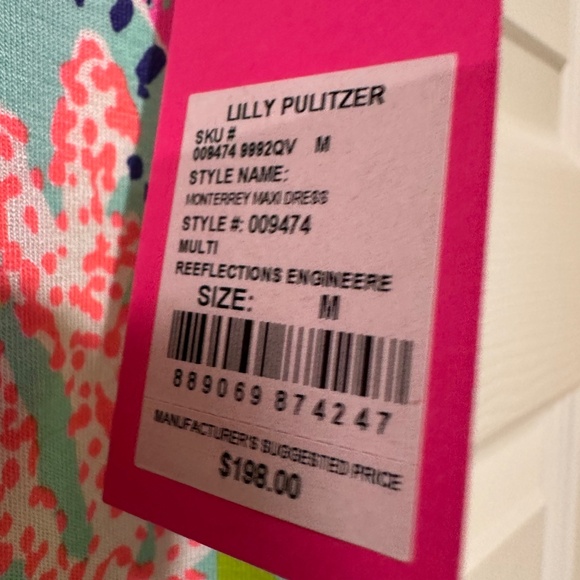 LILLY PULITZER
SKU #
009474 9992QV M
STYLE NAME:
MONTERREY MAXI DRESS
STYLE #: 009474
MULTI
REEFLECTIONS ENGINEERE
SIZE: M
889069 874247
MANUFACTURER'S SUGGESTED PRICE
$198.00